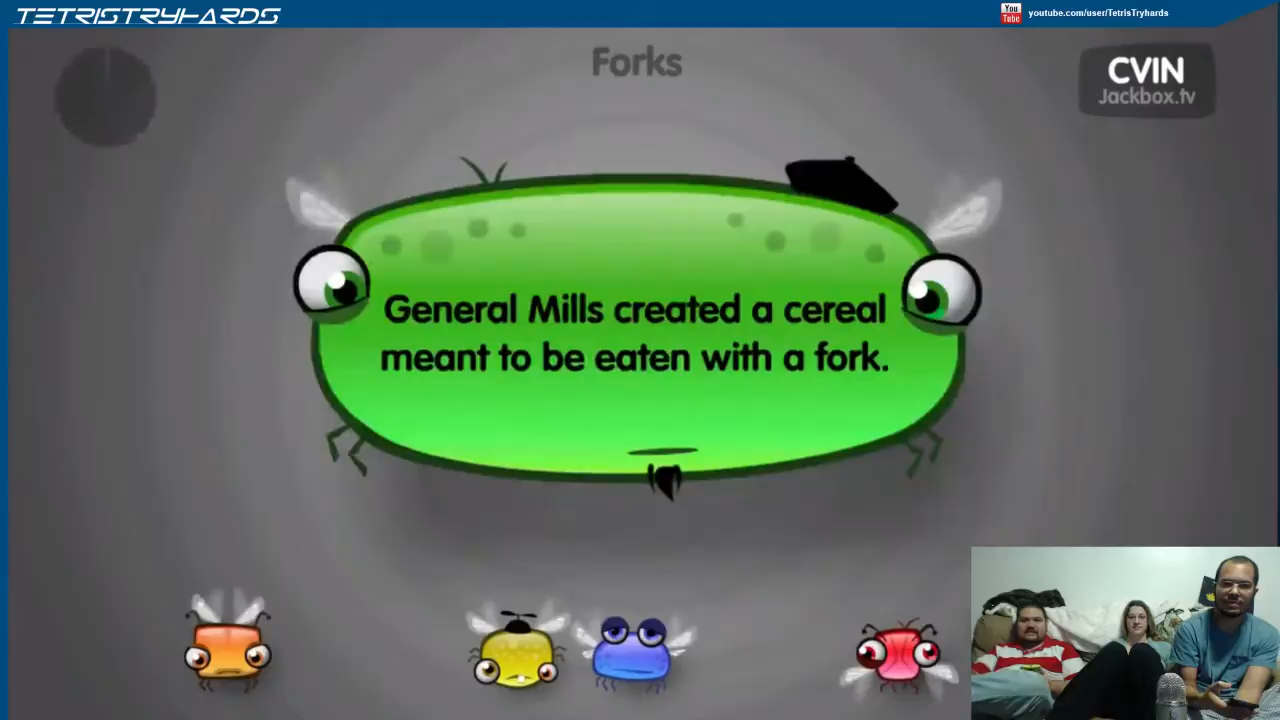 TETRISTRYHARDS
You
Tube
youtube.com/user/TetrisTryhards
Forks
CVIN
Jackbox.tv
General Mills created a cereal
meant to be eaten with a fork.